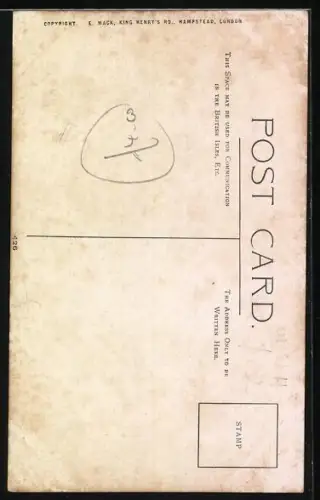 COPYRIGHT. E. MACK, KING HENRY'S RD., HAMPSTEAD, LONDON
POST CARD.
THIS SPACE MAY BE USED FOR COMMUNICATION
IN THE BRITISH ISLES, ETC.
THE ADDRESS ONLY TO BE
WRITTEN HERE.
STAMP